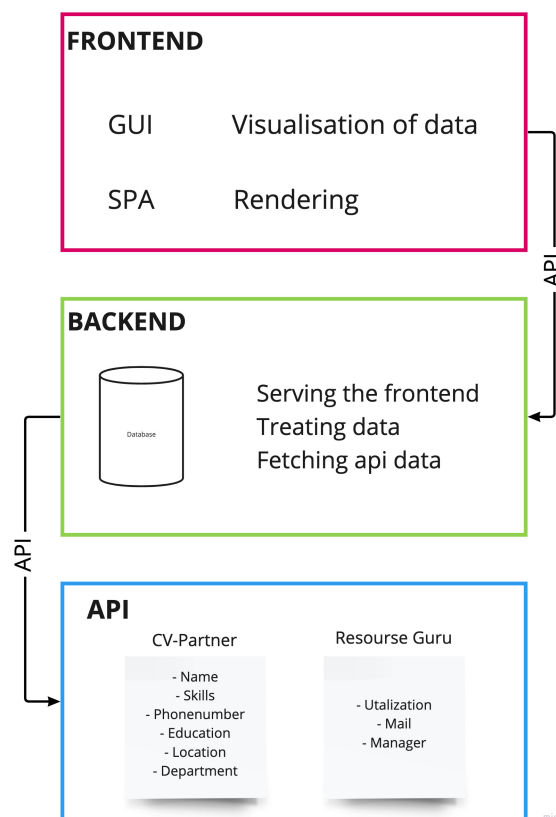 FRONTEND
GUI
Visualisation of data
SPA
Rendering
API
BACKEND
Database
Serving the frontend
Treating data
Fetching api data
API
API
CV-Partner
- Name
- Skills
- Phonenumber
- Education
- Location
- Department
Resourse Guru
- Utalization
- Mail
- Manager